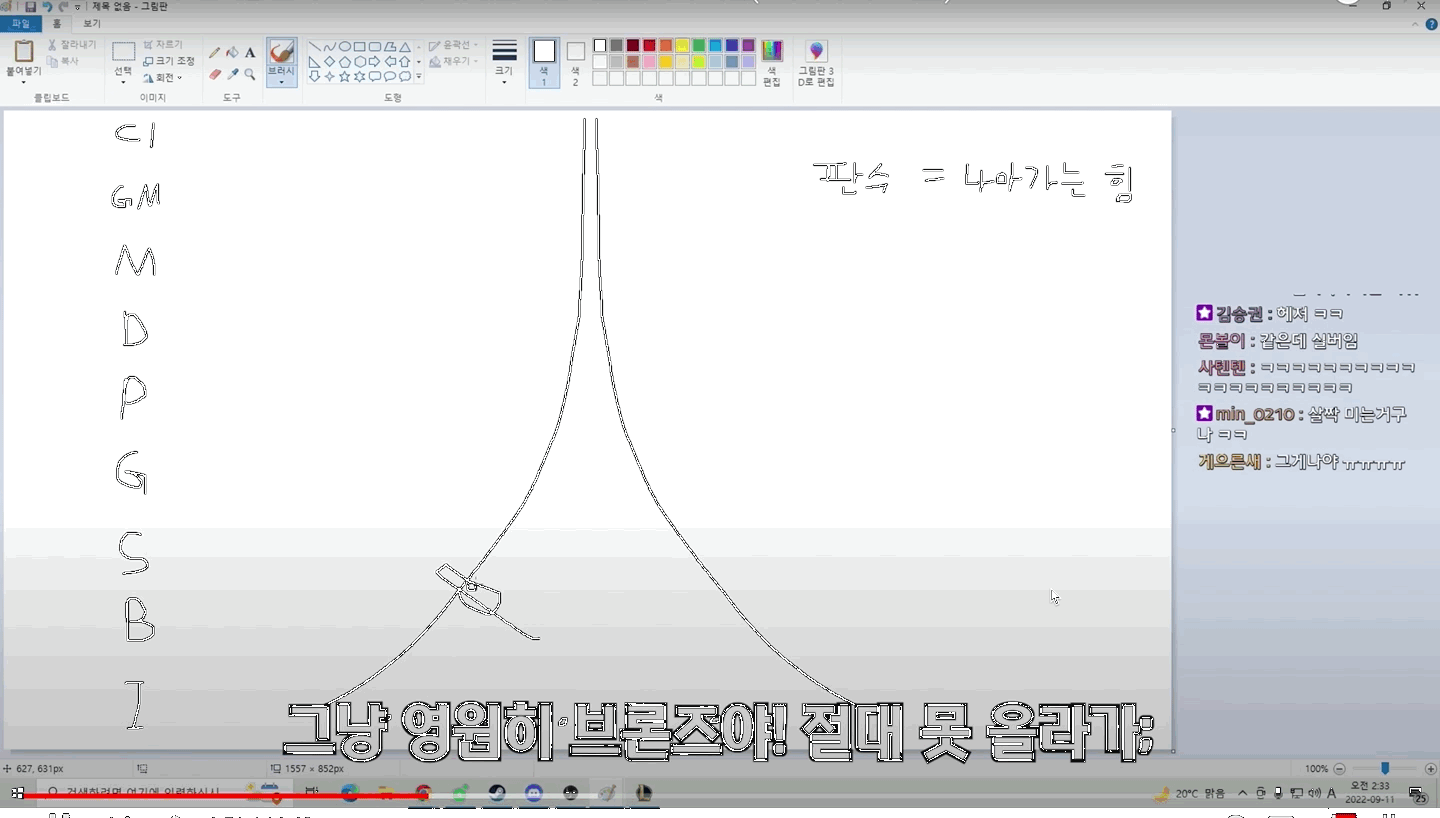 제목 없음 - 그림판
파일 홈 보기
붙여넣기
잘라내기
복사
클립보드
선택
자르기
크기 조정
회전
이미지
A
도구
브러시
윤곽선
채우기
도형
크기
색 1
색 2
색 편집
색
그림판 3D로 편집
C1
GM
M
D
P
G
S
B
I
판수 = 나아가는 힘
김승권 : 헤져 ㅋㅋ
몬볼이 : 같은데 실버임
사텐텐 : ㅋㅋㅋㅋㅋㅋㅋㅋㅋㅋ
ㅋㅋㅋㅋㅋㅋㅋㅋㅋㅋ
min_0210 : 살짝 미는거구
나 ㅋㅋ
게으른새 : 그게나야 ㅠㅠㅠㅠ
그냥 영원히 브론즈야! 절대 못 올라가;
627, 631px
1557 × 852px
100%
검색하려면 여기에 입력하십시
20°C 맑음
A
오전 2:33
2022-09-11
25